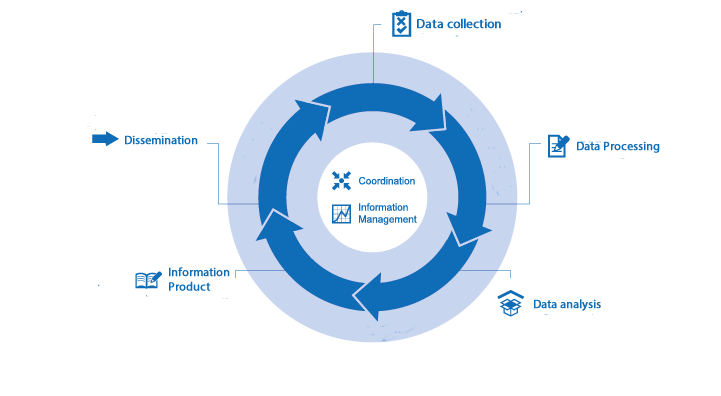 Data collection
Dissemination
Data Processing
Coordination
Information
Management
Information
Product
Data analysis